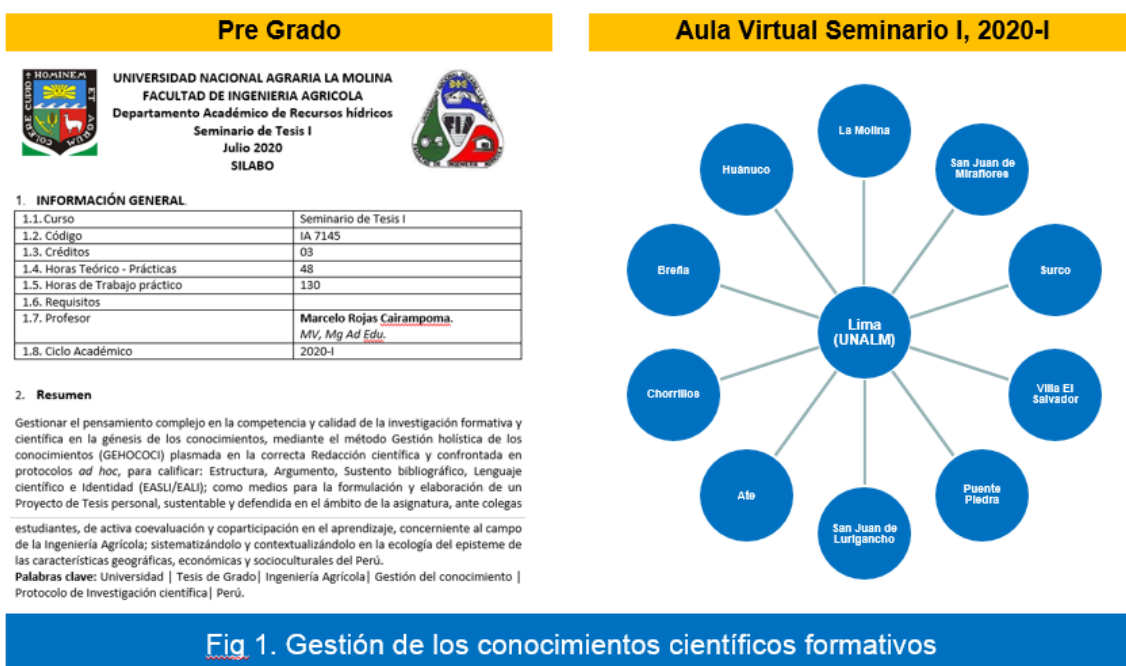 Pre Grado
COLERE CUPIO HOMINEM ET AGRUM
UNIVERSIDAD NACIONAL AGRARIA LA MOLINA
FACULTAD DE INGENIERIA AGRICOLA
Departamento Académico de Recursos hídricos
Seminario de Tesis I
Julio 2020
SILABO
FIA
1. INFORMACIÓN GENERAL.
1.1. Curso Seminario de Tesis I
1.2. Código IA 7145
1.3. Créditos 03
1.4. Horas Teórico - Prácticas 48
1.5. Horas de Trabajo práctico 130
1.6. Requisitos
1.7. Profesor Marcelo Rojas Cairampoma.
MV, Mg Ad Edu.
1.8. Ciclo Académico 2020-I
2. Resumen
Gestionar el pensamiento complejo en la competencia y calidad de la investigación formativa y
científica en la génesis de los conocimientos, mediante el método Gestión holística de los
conocimientos (GEHOCOCI) plasmada en la correcta Redacción científica y confrontada en
protocolos ad hoc, para calificar: Estructura, Argumento, Sustento bibliográfico, Lenguaje
científico e Identidad (EASLI/EALI); como medios para la formulación y elaboración de un
Proyecto de Tesis personal, sustentable y defendida en el ámbito de la asignatura, ante colegas
estudiantes, de activa coevaluación y coparticipación en el aprendizaje, concerniente al campo
de la Ingeniería Agrícola; sistematizándolo y contextualizándolo en la ecología del episteme de
las características geográficas, económicas y socioculturales del Perú.
Palabras clave: Universidad | Tesis de Grado| Ingeniería Agrícola| Gestión del conocimiento |
Protocolo de Investigación científica| Perú.
Aula Virtual Seminario I, 2020-I
La Molina
San Juan de
Miraflores
Surco
Villa El
Salvador
Puente
Piedra
San Juan de
Lurigancho
Ate
Chorrillos
Breña
Huánuco
Lima
(UNALM)
Fig 1. Gestión de los conocimientos científicos formativos